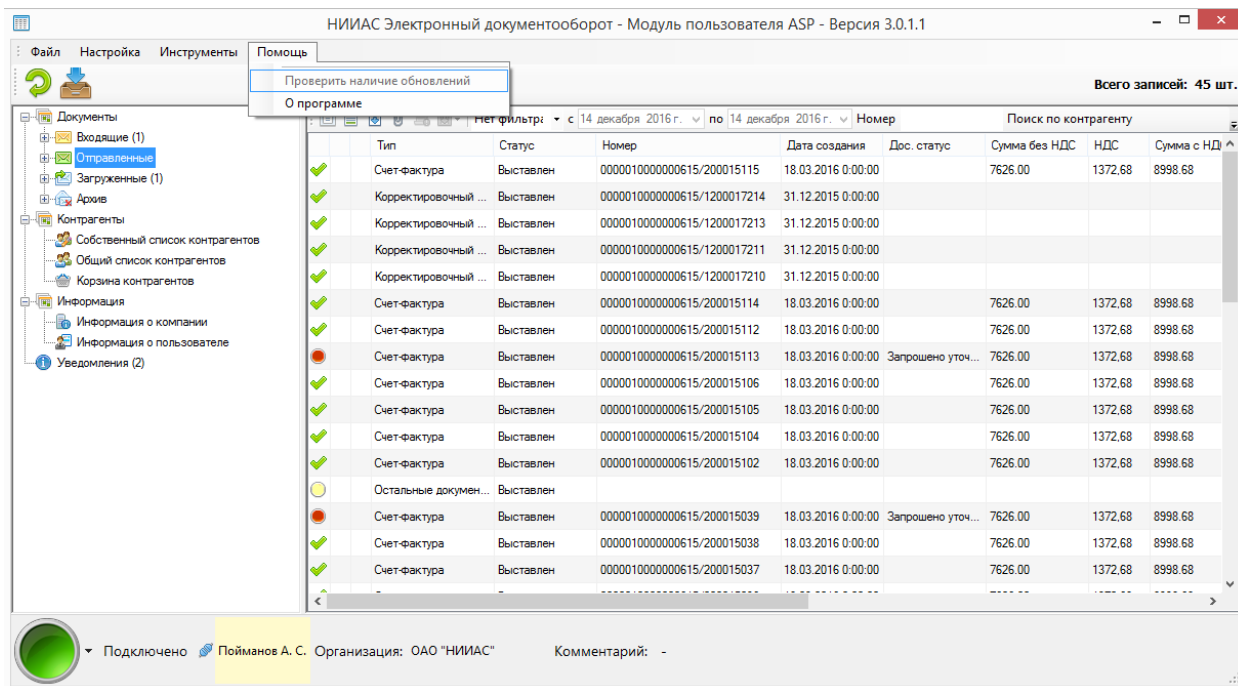 НИИАС Электронный документооборот - Модуль пользователя ASP - Версия 3.0.1.1
Файл Настройка Инструменты Помощь
Проверить наличие обновлений
О программе
Всего записей: 45 шт.
Нет фильтра с 14 декабря 2016 г. по 14 декабря 2016 г. Номер Поиск по контрагенту
Документы
Входящие (1)
Отправленные
Загруженные (1)
Архив
Контрагенты
Собственный список контрагентов
Общий список контрагентов
Корзина контрагентов
Информация
Информация о компании
Информация о пользователе
Уведомления (2)
Тип Статус Номер Дата создания Дос. статус Сумма без НДС НДС Сумма с НД
Счет-фактура Выставлен 0000010000000615/200015115 18.03.2016 0:00:00 7626.00 1372,68 8998.68
Корректировочный ... Выставлен 0000010000000615/1200017214 31.12.2015 0:00:00
Корректировочный ... Выставлен 0000010000000615/1200017213 31.12.2015 0:00:00
Корректировочный ... Выставлен 0000010000000615/1200017211 31.12.2015 0:00:00
Корректировочный ... Выставлен 0000010000000615/1200017210 31.12.2015 0:00:00
Счет-фактура Выставлен 0000010000000615/200015114 18.03.2016 0:00:00 7626.00 1372,68 8998.68
Счет-фактура Выставлен 0000010000000615/200015112 18.03.2016 0:00:00 7626.00 1372,68 8998.68
Счет-фактура Выставлен 0000010000000615/200015113 18.03.2016 0:00:00 Запрошено уточ... 7626.00 1372,68 8998.68
Счет-фактура Выставлен 0000010000000615/200015106 18.03.2016 0:00:00 7626.00 1372,68 8998.68
Счет-фактура Выставлен 0000010000000615/200015105 18.03.2016 0:00:00 7626.00 1372,68 8998.68
Счет-фактура Выставлен 0000010000000615/200015104 18.03.2016 0:00:00 7626.00 1372,68 8998.68
Счет-фактура Выставлен 0000010000000615/200015102 18.03.2016 0:00:00 7626.00 1372,68 8998.68
Остальные докумен... Выставлен
Счет-фактура Выставлен 0000010000000615/200015039 18.03.2016 0:00:00 Запрошено уточ... 7626.00 1372,68 8998.68
Счет-фактура Выставлен 0000010000000615/200015038 18.03.2016 0:00:00 7626.00 1372,68 8998.68
Счет-фактура Выставлен 0000010000000615/200015037 18.03.2016 0:00:00 7626.00 1372,68 8998.68
Подключено Пойманов А. С. Организация: ОАО "НИИАС" Комментарий: -